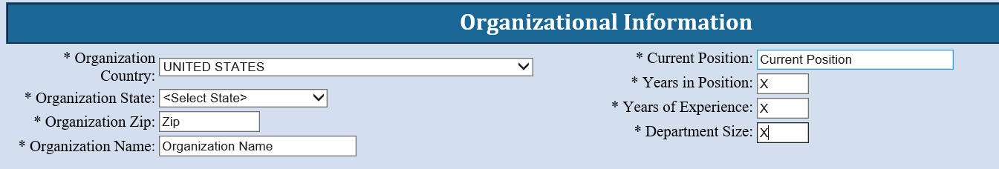 Organizational Information
* Organization
Country: UNITED STATES
* Organization State: <Select State>
* Organization Zip: Zip
* Organization Name: Organization Name
* Current Position: Current Position
* Years in Position: X
* Years of Experience: X
* Department Size: X